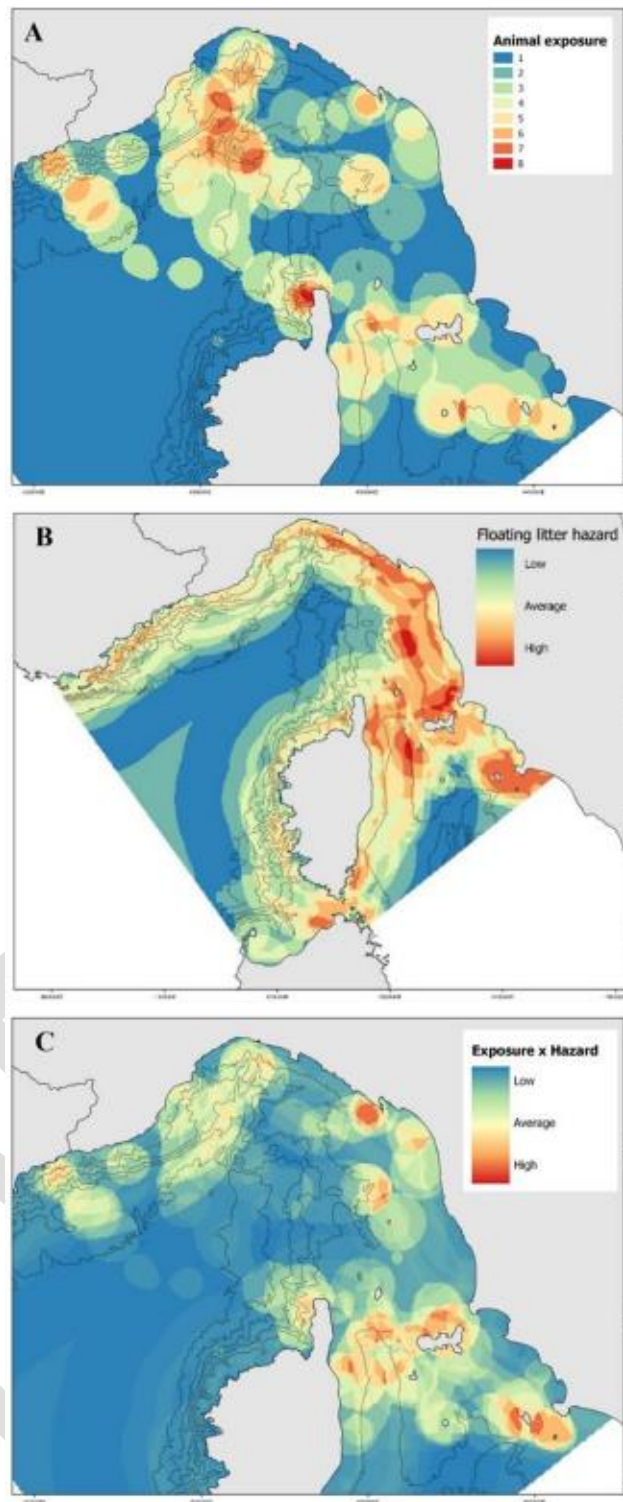 A
Animal exposure
1
2
3
4
5
6
7
8
B
Floating litter hazard
Low
Average
High
C
Exposure x Hazard
Low
Average
High